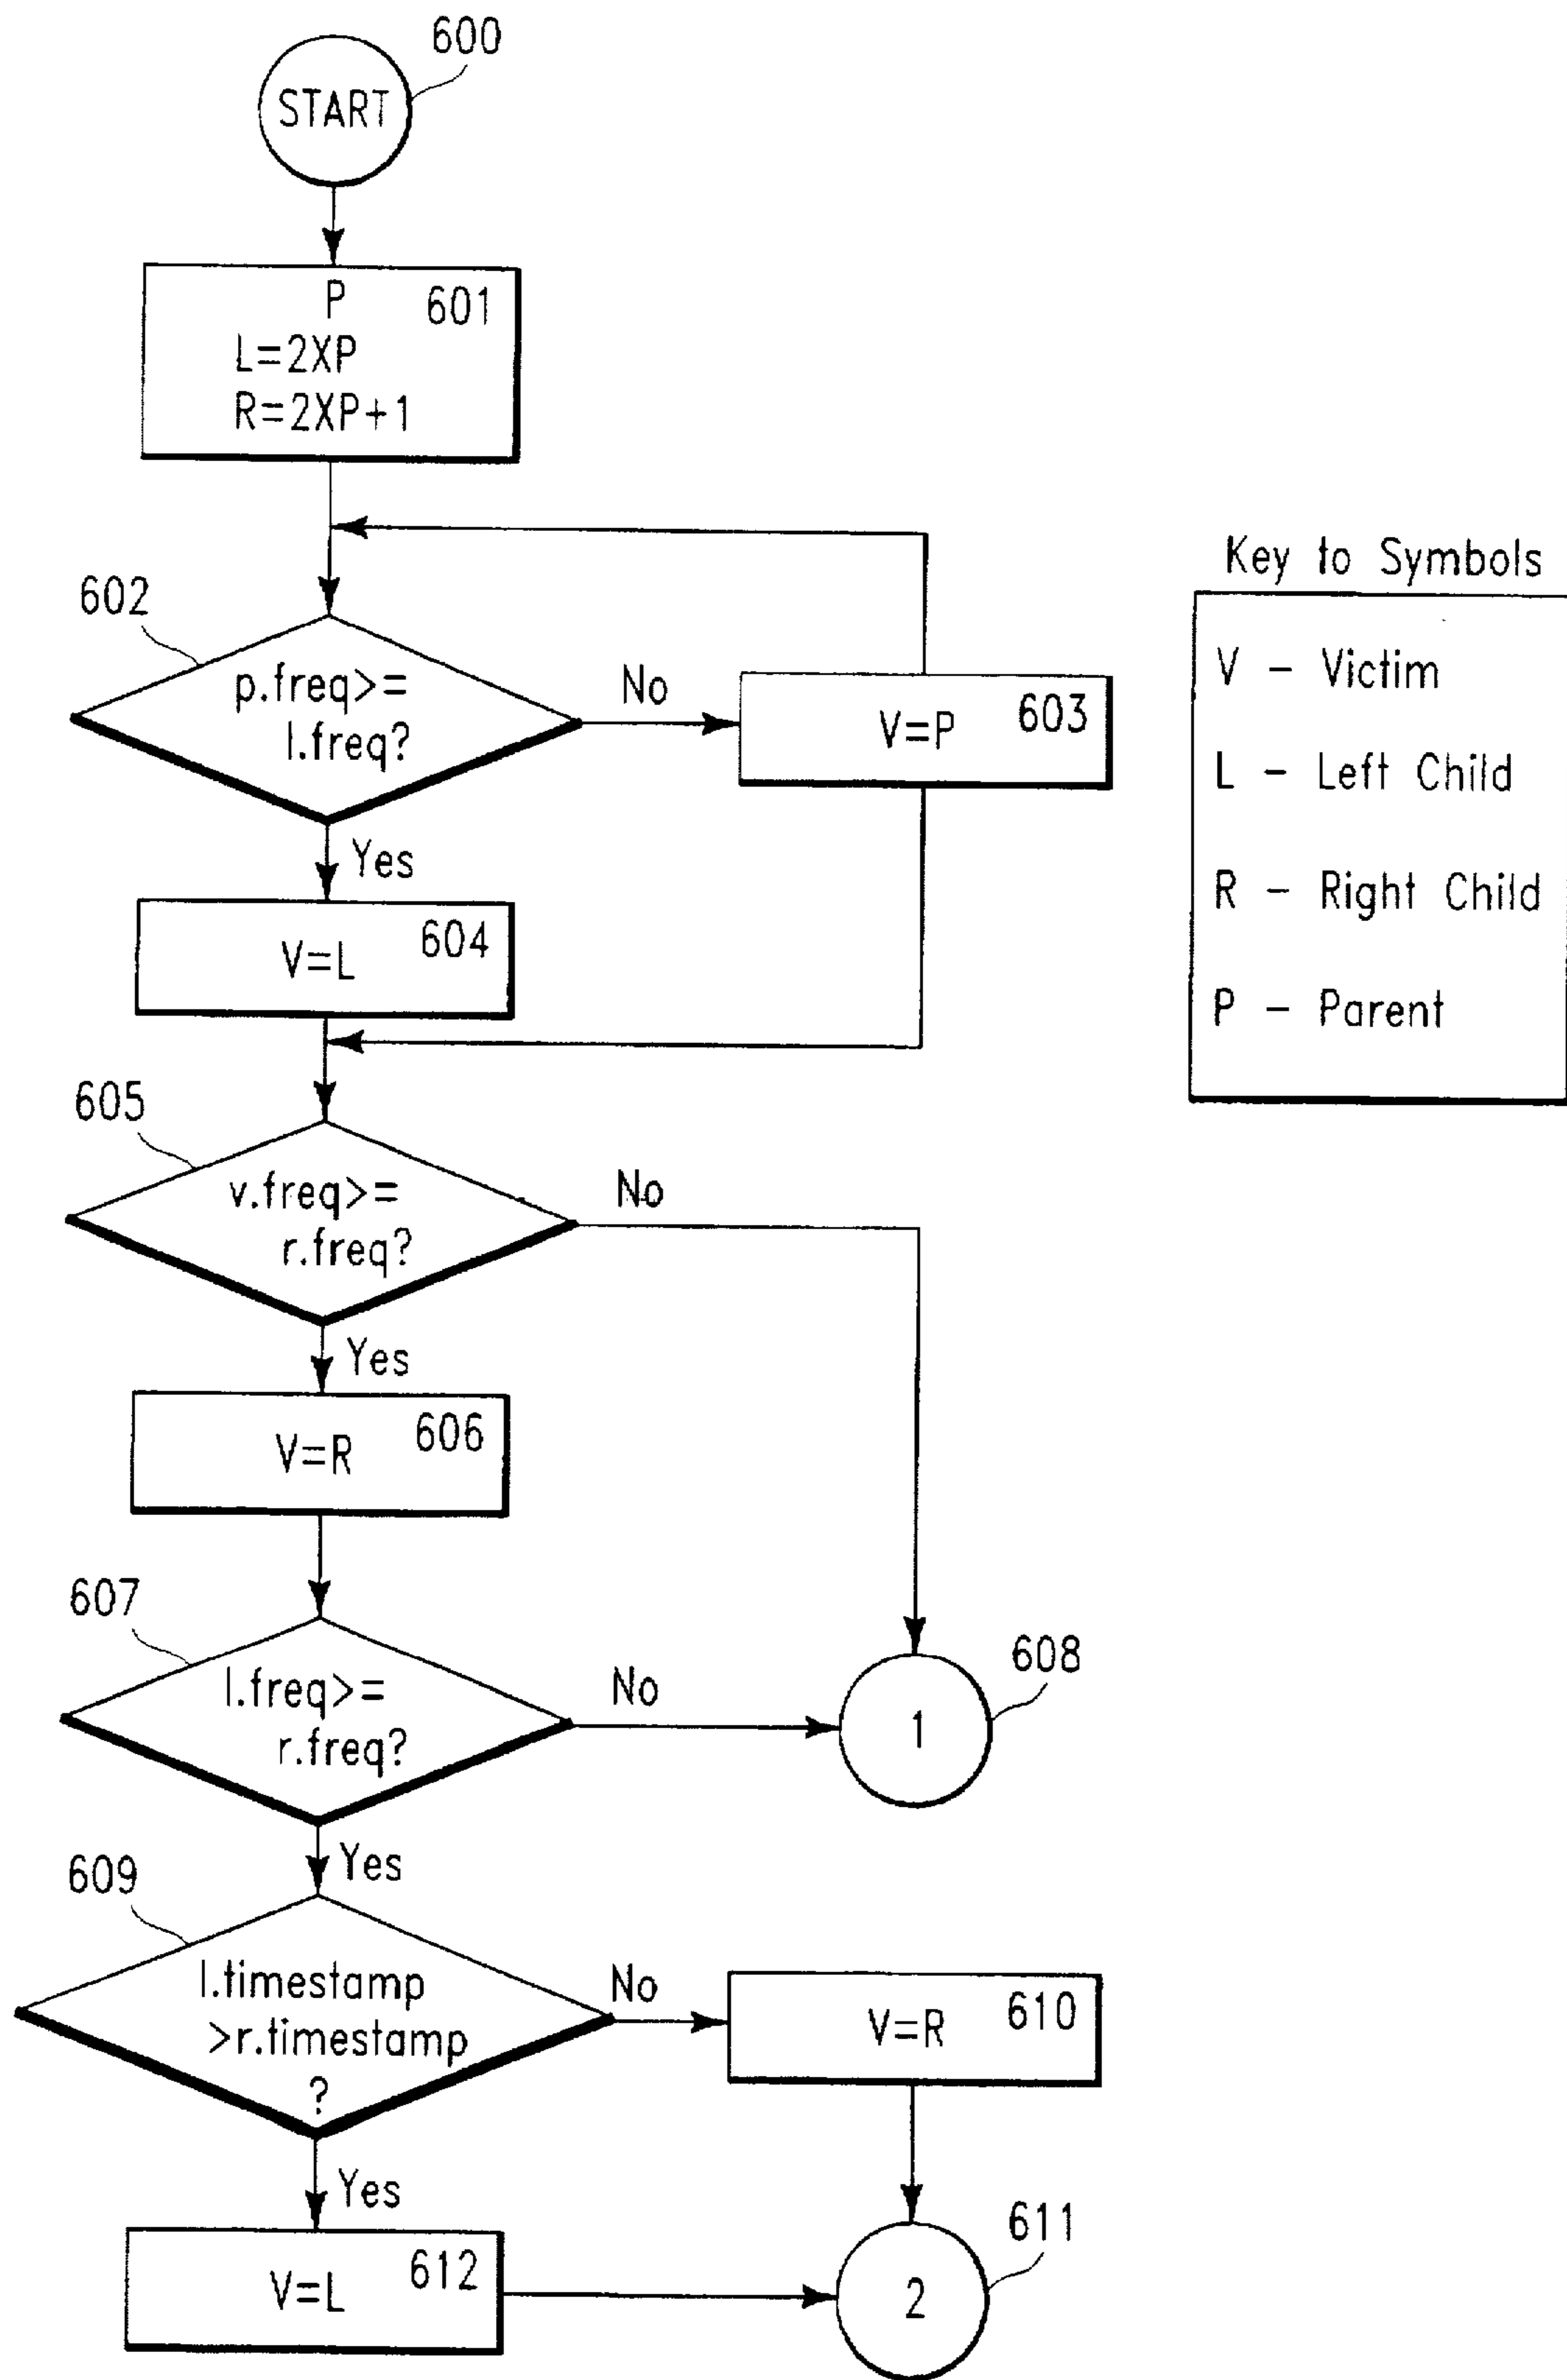 600
START
P
601
L=2XP
R=2XP+1
Key to Symbols
V – Victim
L – Left Child
R – Right Child
P – Parent
602
p.freq>=
l.freq?
No
V=P
603
Yes
V=L
604
605
v.freq>=
r.freq?
No
Yes
V=R
606
607
l.freq>=
r.freq?
No
608
1
Yes
609
l.timestamp
>r.timestamp
?
No
V=R
610
Yes
V=L
612
611
2